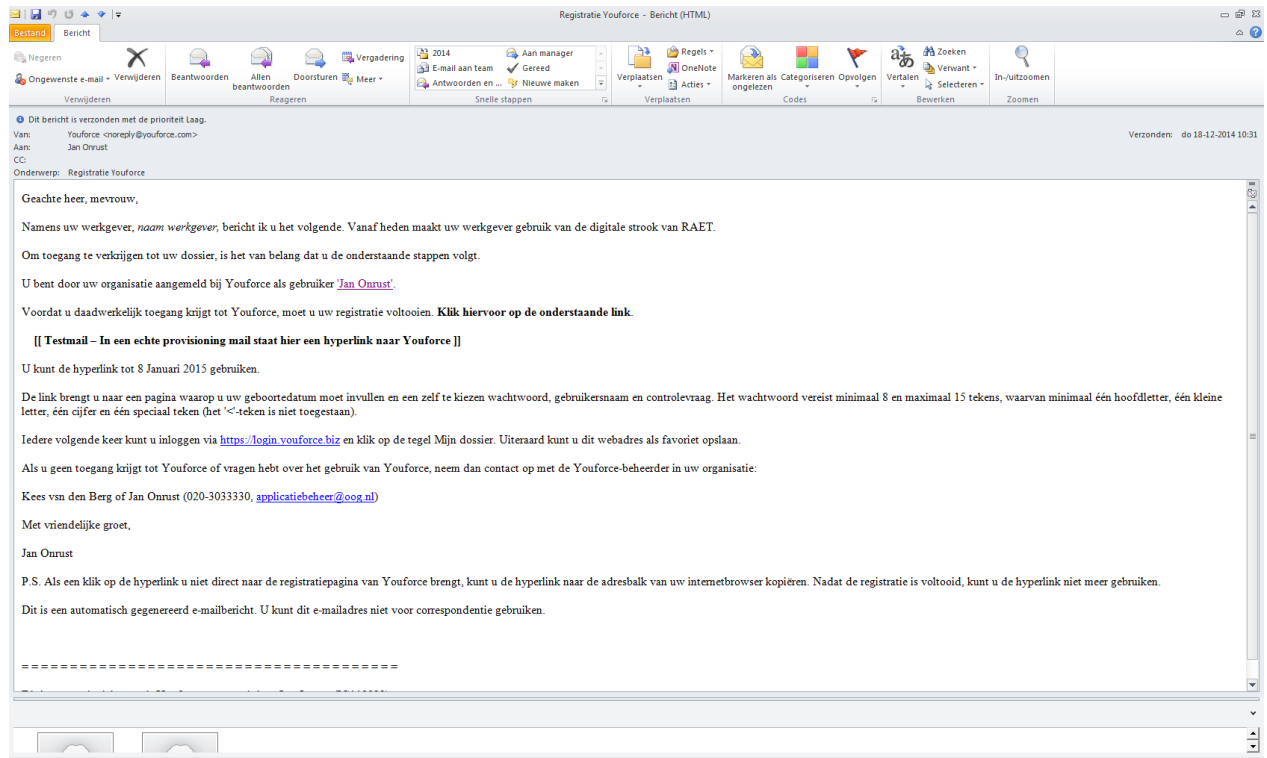 Registratie Youforce - Bericht (HTML)
Bestand Bericht
Negeren
Ongewenste e-mail
Verwijderen
Verwijderen
Beantwoorden
Allen beantwoorden
Doorsturen
Vergadering
Meer
Reageren
2014
E-mail aan team
Antwoorden en ...
Aan manager
Gereed
Nieuwe maken
Snelle stappen
Verplaatsen
Regels
OneNote
Acties
Verplaatsen
Markeren als ongelezen
Categoriseren
Opvolgen
Codes
Vertalen
Zoeken
Verwant
Selecteren
Bewerken
In-/uitzoomen
Zoomen
Dit bericht is verzonden met de prioriteit Laag.
Van: Youforce <noreply@youforce.com>
Verzonden: do 18-12-2014 10:31
Aan: Jan Onrust
CC:
Onderwerp: Registratie Youforce
Geachte heer, mevrouw,
Namens uw werkgever, naam werkgever, bericht ik u het volgende. Vanaf heden maakt uw werkgever gebruik van de digitale strook van RAET.
Om toegang te verkrijgen tot uw dossier, is het van belang dat u de onderstaande stappen volgt.
U bent door uw organisatie aangemeld bij Youforce als gebruiker 'Jan Onrust'.
Voordat u daadwerkelijk toegang krijgt tot Youforce, moet u uw registratie voltooien. Klik hiervoor op de onderstaande link.
[[ Testmail – In een echte provisioning mail staat hier een hyperlink naar Youforce ]]
U kunt de hyperlink tot 8 Januari 2015 gebruiken.
De link brengt u naar een pagina waarop u uw geboortedatum moet invullen en een zelf te kiezen wachtwoord, gebruikersnaam en controlevraag. Het wachtwoord vereist minimaal 8 en maximaal 15 tekens, waarvan minimaal één hoofdletter, één kleine
letter, één cijfer en één speciaal teken (het '<'-teken is niet toegestaan).
Iedere volgende keer kunt u inloggen via https://login.youforce.biz en klik op de tegel Mijn dossier. Uiteraard kunt u dit webadres als favoriet opslaan.
Als u geen toegang krijgt tot Youforce of vragen hebt over het gebruik van Youforce, neem dan contact op met de Youforce-beheerder in uw organisatie:
Kees vsn den Berg of Jan Onrust (020-3033330, applicatiebeheer@oog.nl)
Met vriendelijke groet,
Jan Onrust
P.S. Als een klik op de hyperlink u niet direct naar de registratiepagina van Youforce brengt, kunt u de hyperlink naar de adresbalk van uw internetbrowser kopiëren. Nadat de registratie is voltooid, kunt u de hyperlink niet meer gebruiken.
Dit is een automatisch gegenereerd e-mailbericht. U kunt dit e-mailadres niet voor correspondentie gebruiken.
= = = = = = = = = = = = = = = = = = = = = = = = = = = = = = = = = = = = = = =